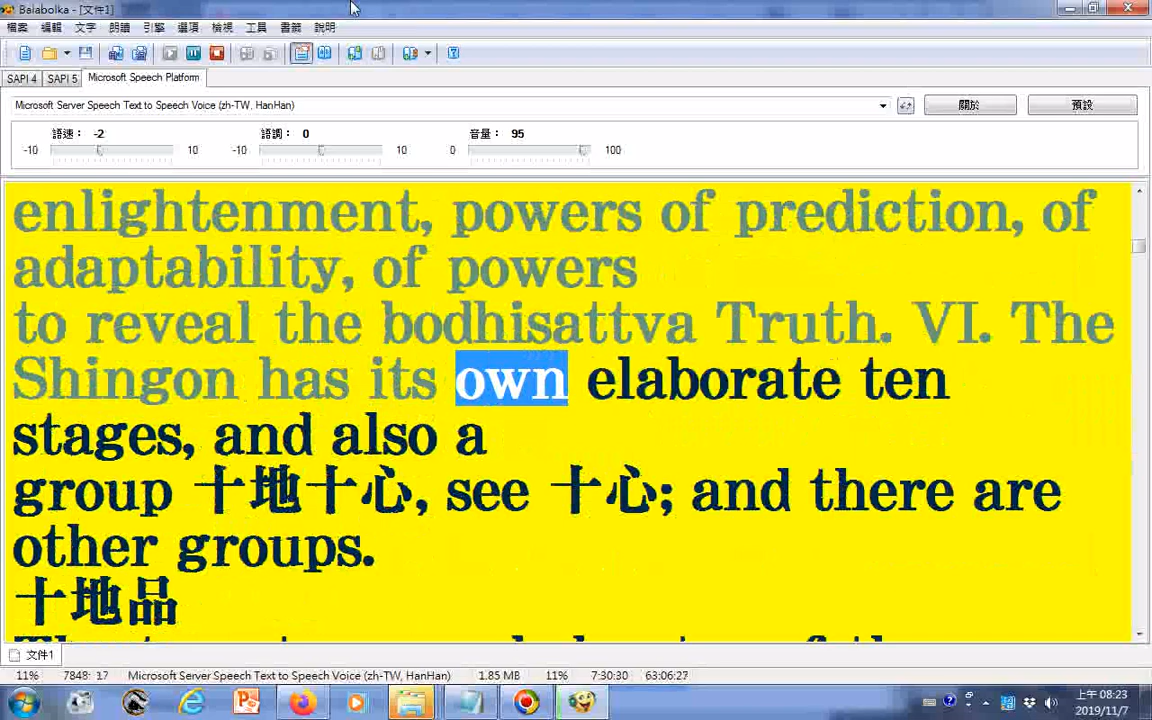 Balabolka - [文件1]
檔案 編輯 文字 朗讀 引擎 選項 檢視 工具 書籤 說明
SAPI 4 SAPI 5 Microsoft Speech Platform
Microsoft Server Speech Text to Speech Voice (zh-TW, HanHan) 關於 預設
語速： -2 語調： 0 音量： 95
-10 10 -10 10 0 100
enlightenment, powers of prediction, of
adaptability, of powers
to reveal the bodhisattva Truth. VI. The
Shingon has its own elaborate ten
stages, and also a
group 十地十心, see 十心; and there are
other groups.
十地品
文件1
11% 7848: 17 Microsoft Server Speech Text to Speech Voice (zh-TW, HanHan) 1.85 MB 11% 7:30:30 63:06:27
上午 08:23
2019/11/7